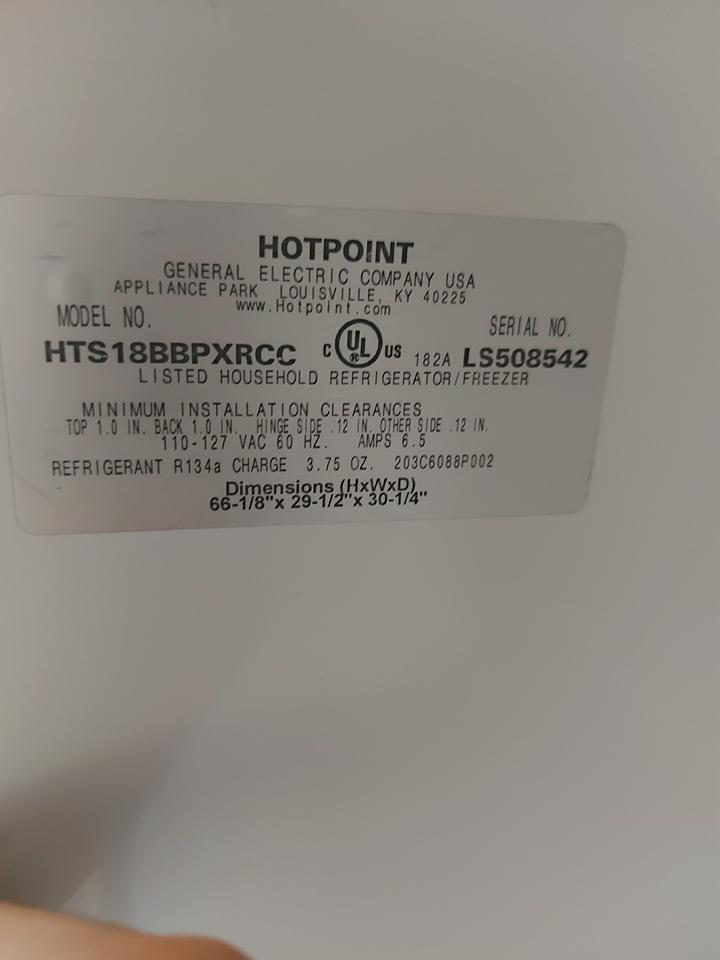 HOTPOINT
GENERAL ELECTRIC COMPANY USA
APPLIANCE PARK LOUISVILLE, KY 40225
www.Hotpoint.com
MODEL NO. SERIAL NO.
HTS18BBPXRCC C UL ® US 182A LS508542
LISTED HOUSEHOLD REFRIGERATOR/FREEZER
MINIMUM INSTALLATION CLEARANCES
TOP 1.0 IN. BACK 1.0 IN. HINGE SIDE .12 IN. OTHER SIDE .12 IN.
110-127 VAC 60 HZ. AMPS 6.5
REFRIGERANT R134a CHARGE 3.75 OZ. 203C6088P002
Dimensions (HxWxD)
66-1/8"x 29-1/2"x 30-1/4"